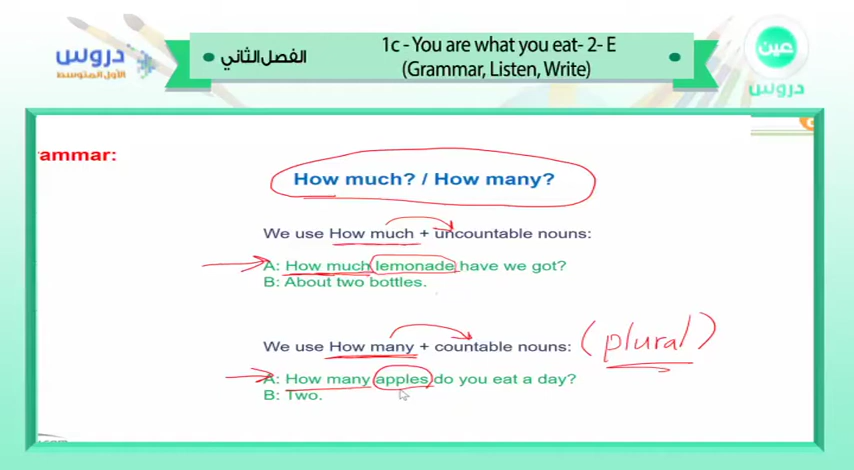 1c - You are what you eat- 2- E
(Grammar, Listen, Write)
الفصل الثاني
دروس
الأول المتوسط
عين
دروس
rammar:
How much? / How many?
We use How much + uncountable nouns:
A: How much lemonade have we got?
B: About two bottles.
We use How many + countable nouns: (plural)
A: How many apples do you eat a day?
B: Two.